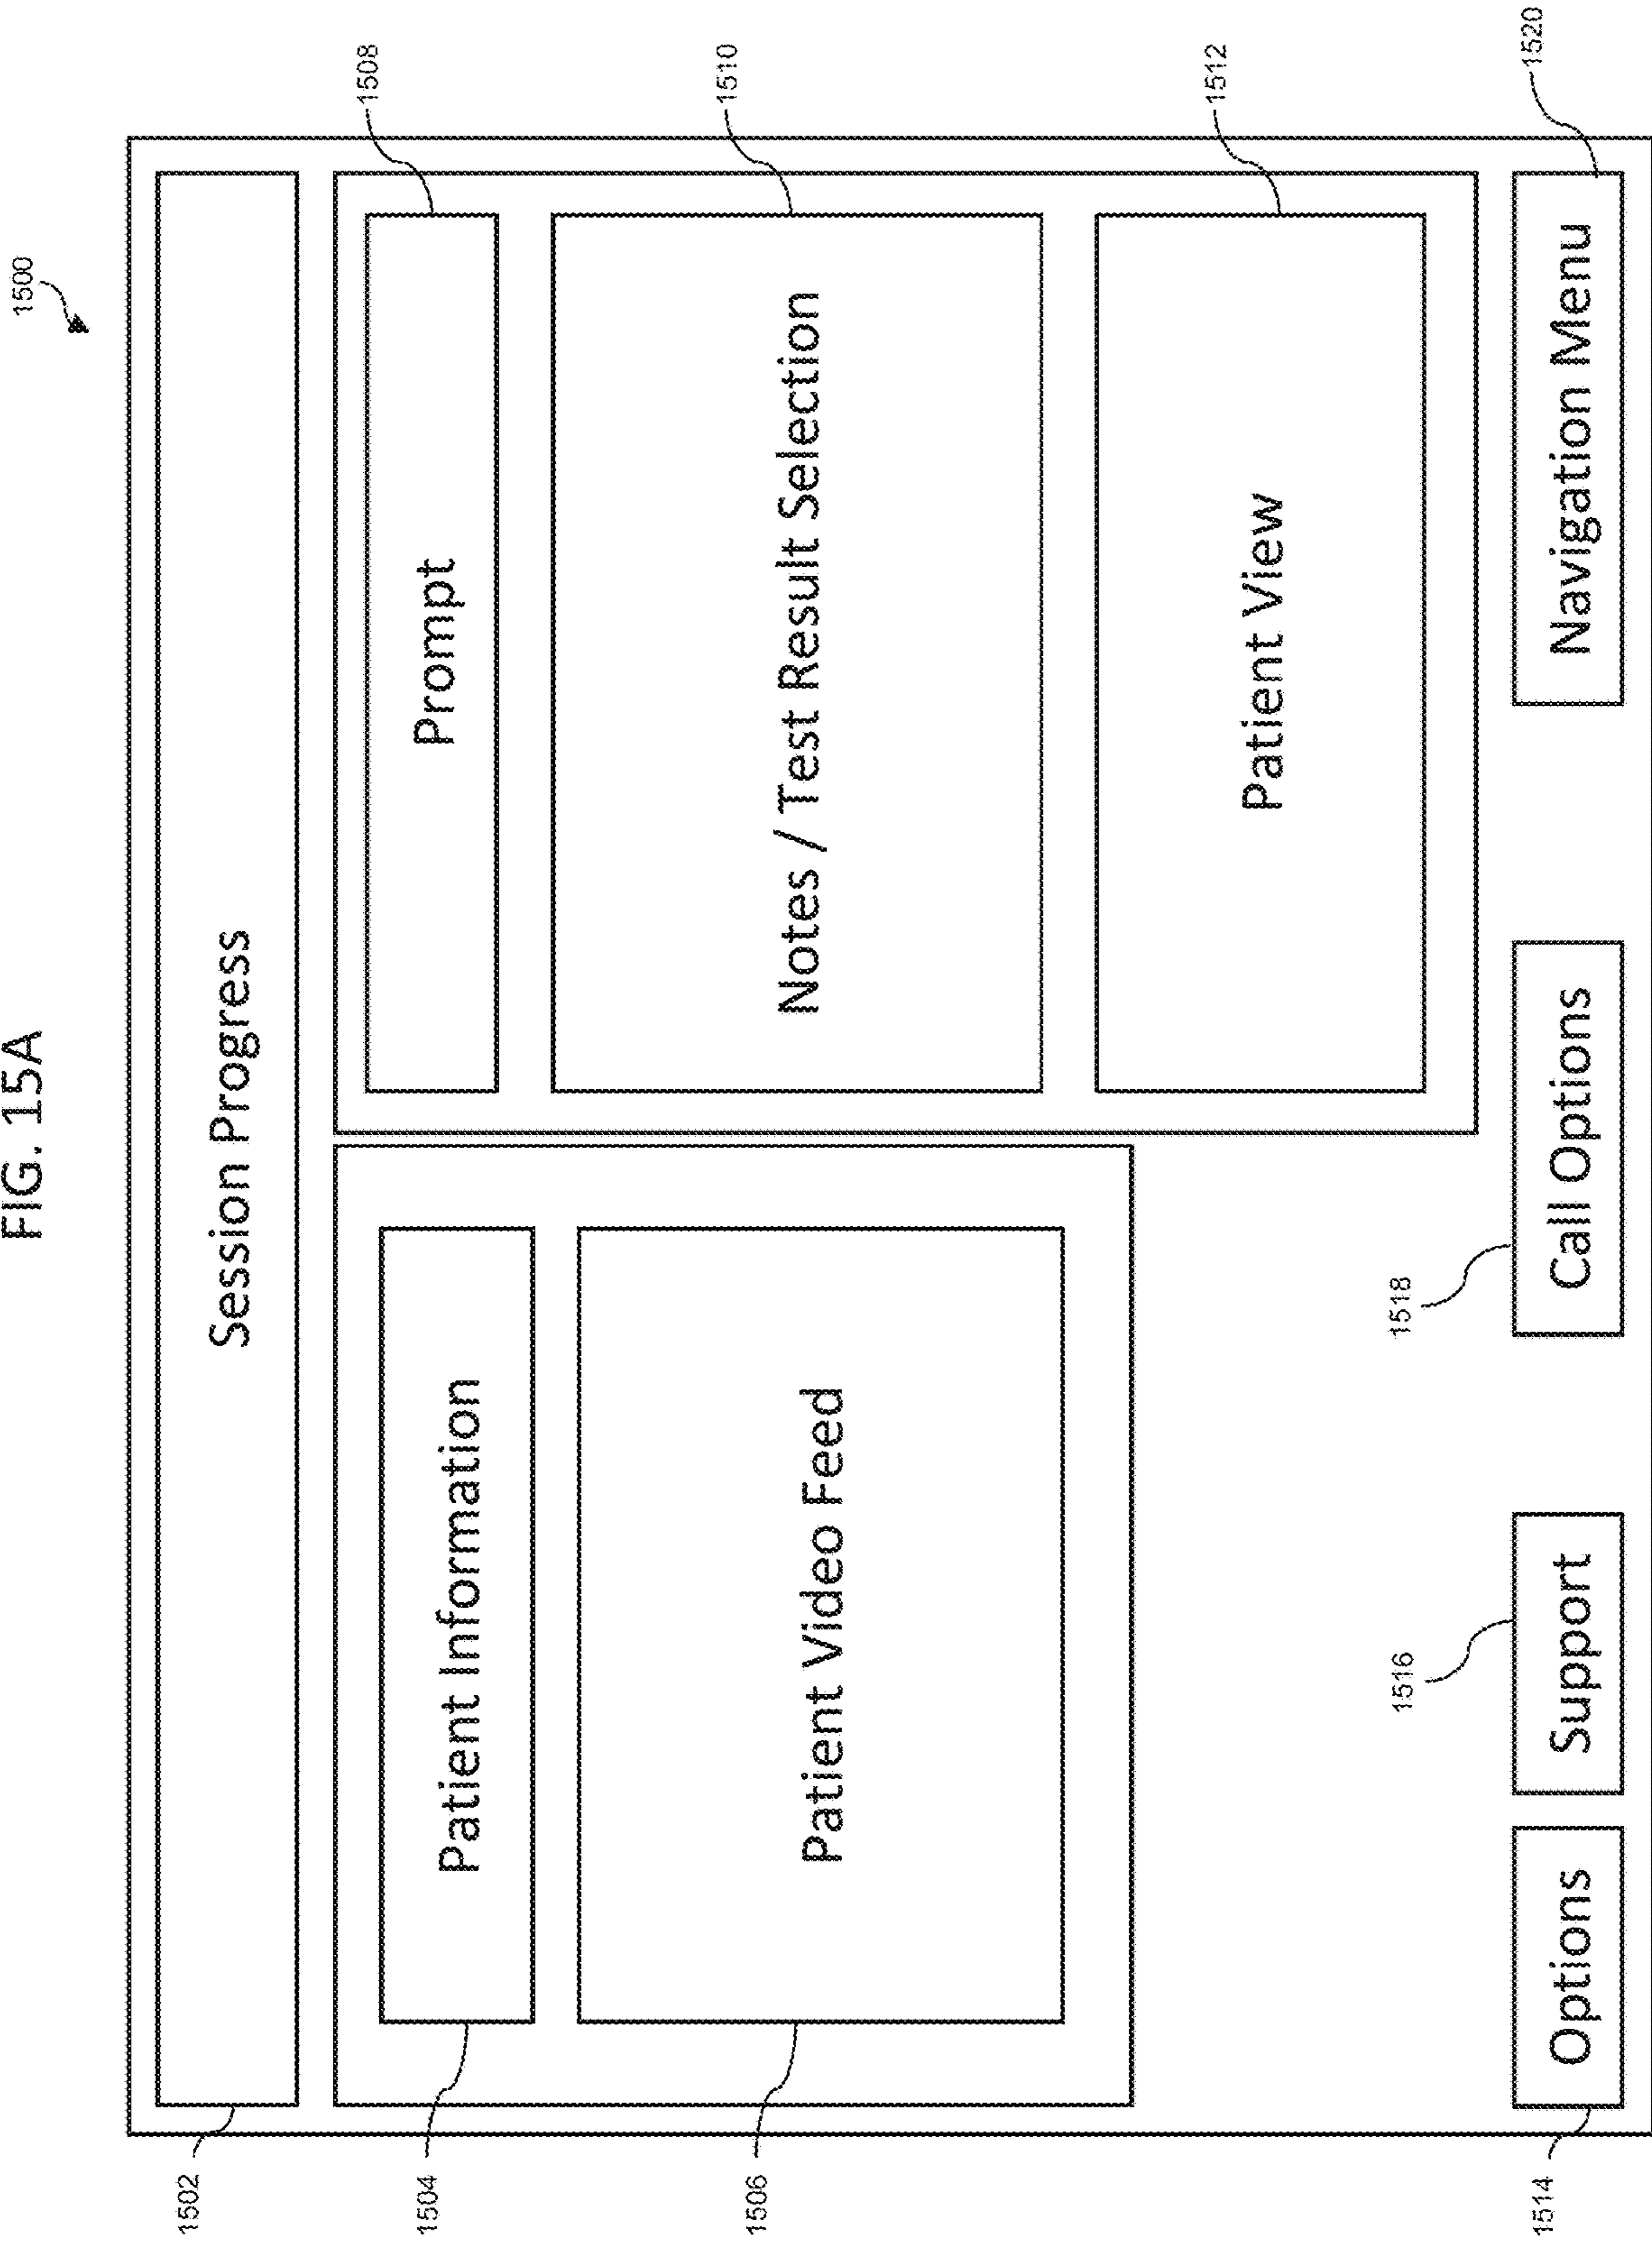 FIG. 15A
1500
1502
Session Progress
1504
Patient Information
1506
Patient Video Feed
1508
Prompt
1510
Notes / Test Result Selection
1512
Patient View
1514
Options
1516
Support
1518
Call Options
1520
Navigation Menu